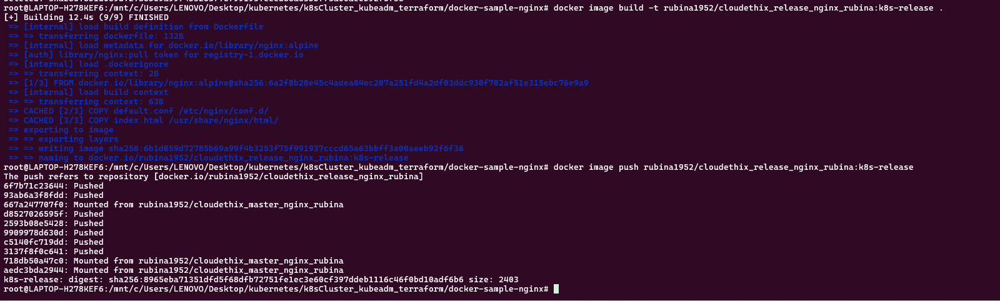 root@LAPTOP-H278KEF6:/mnt/c/Users/LENOVO/Desktop/kubernetes/k8sCluster_kubeadm_terraform/docker-sample-nginx# docker image build -t rubina1952/cloudethix_release_nginx_rubina:k8s-release .
[+] Building 12.4s (9/9) FINISHED
=> [internal] load build definition from Dockerfile
=> => transferring dockerfile: 132B
=> [internal] load metadata for docker.io/library/nginx:alpine
=> [auth] library/nginx:pull token for registry-1.docker.io
=> [internal] load .dockerignore
=> => transferring context: 2B
=> [1/3] FROM docker.io/library/nginx:alpine@sha256:6a2f8b28e45c4adea04ec207a251fd4a2df03ddc930f782af51e315ebc76e9a9
=> [internal] load build context
=> => transferring context: 63B
=> CACHED [2/3] COPY default.conf /etc/nginx/conf.d/
=> CACHED [3/3] COPY index.html /usr/share/nginx/html/
=> exporting to image
=> => exporting layers
=> => writing image sha256:6b1d059d72785b69a99f4b3253f75f991937cccd65a63bbff3a00aeeb92f6f36
=> => naming to docker.io/rubina1952/cloudethix_release_nginx_rubina:k8s-release
root@LAPTOP-H278KEF6:/mnt/c/Users/LENOVO/Desktop/kubernetes/k8sCluster_kubeadm_terraform/docker-sample-nginx# docker image push rubina1952/cloudethix_release_nginx_rubina:k8s-release
The push refers to repository [docker.io/rubina1952/cloudethix_release_nginx_rubina]
6f7b71c23644: Pushed
93ab6a3f8fdd: Pushed
667a247707f0: Mounted from rubina1952/cloudethix_master_nginx_rubina
d8527026595f: Pushed
2593b08e5428: Pushed
9909978d630d: Pushed
c5140fc719dd: Pushed
3137f8f0c641: Pushed
718db50a47c0: Mounted from rubina1952/cloudethix_master_nginx_rubina
aedc3bda2944: Mounted from rubina1952/cloudethix_master_nginx_rubina
k8s-release: digest: sha256:8965eba71351dfd5f68dfb72751fe1ec3e60cf397ddeb1116c46f0bd10adf6b6 size: 2403
root@LAPTOP-H278KEF6:/mnt/c/Users/LENOVO/Desktop/kubernetes/k8sCluster_kubeadm_terraform/docker-sample-nginx#